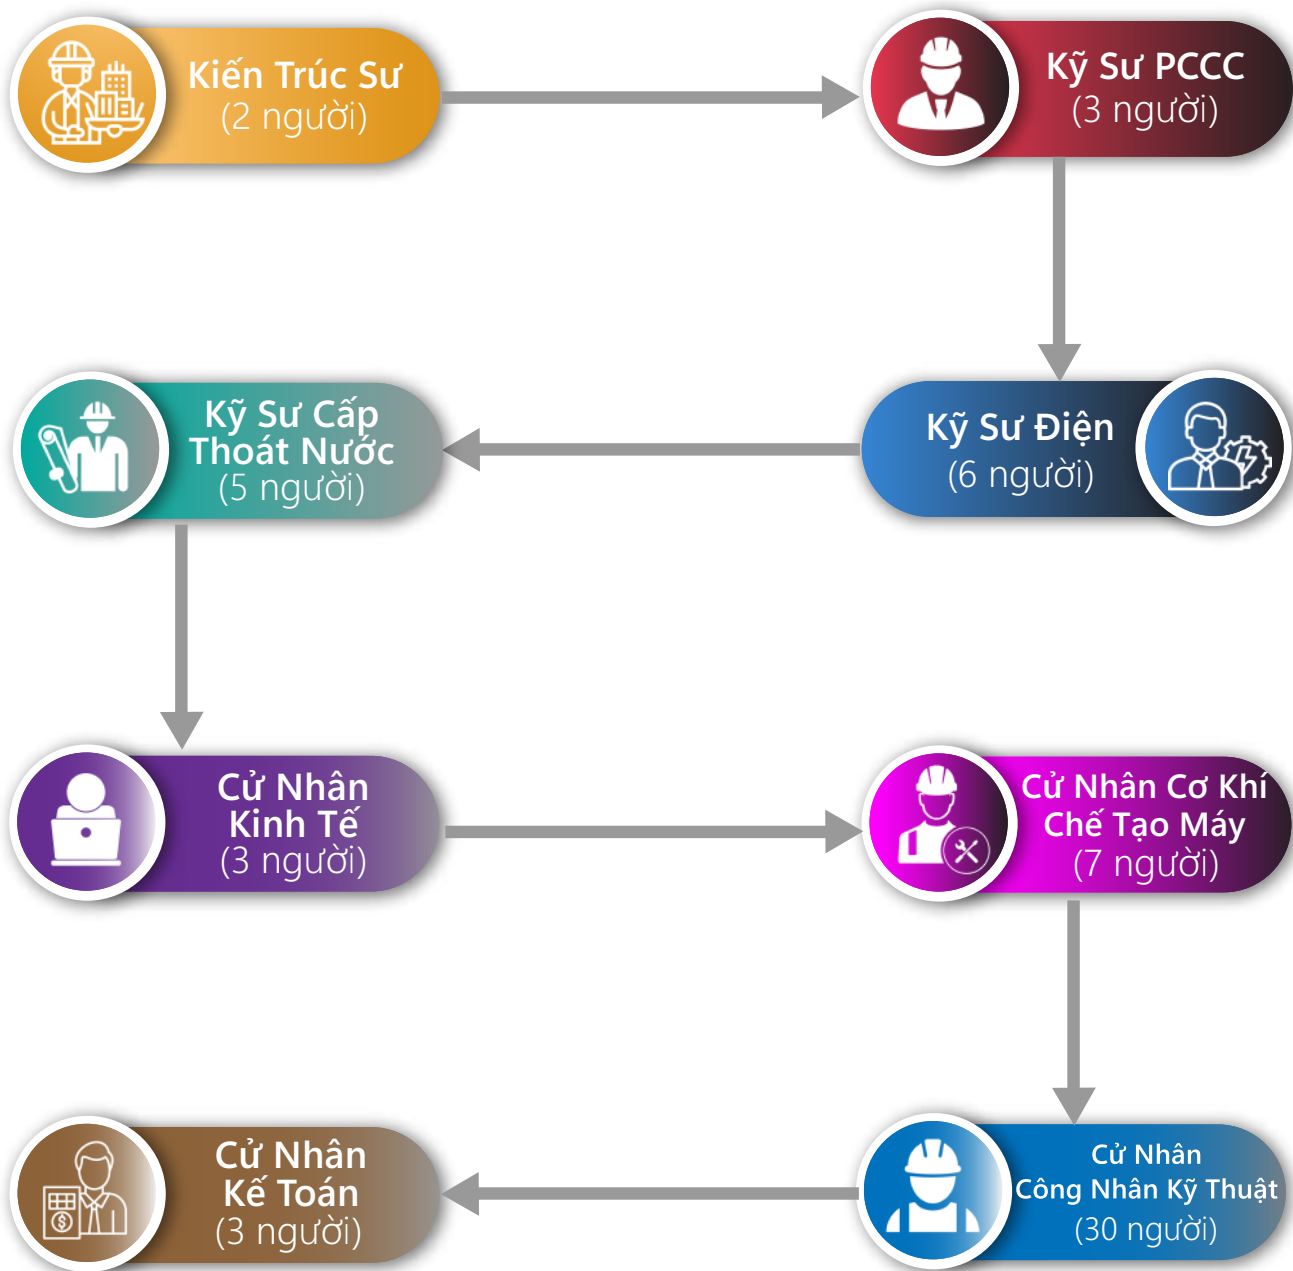 Kiến Trúc Sư
(2 người)
Kỹ Sư PCCC
(3 người)
Kỹ Sư Điện
(6 người)
Kỹ Sư Cấp
Thoát Nước
(5 người)
Cử Nhân
Kinh Tế
(3 người)
Cử Nhân Cơ Khí
Chế Tạo Máy
(7 người)
Cử Nhân
Công Nhân Kỹ Thuật
(30 người)
Cử Nhân
Kế Toán
(3 người)